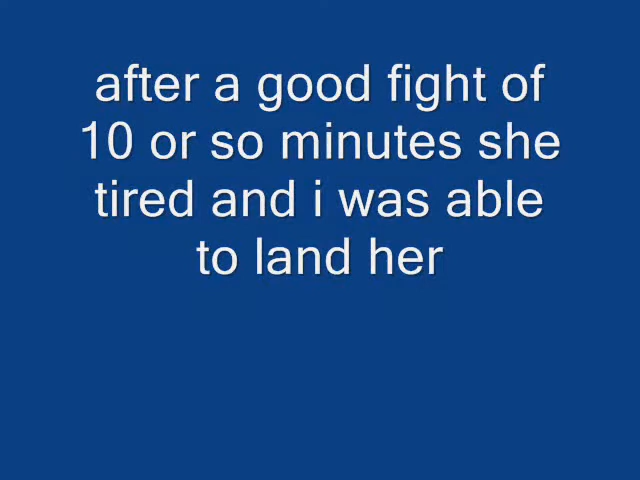 after a good fight of
10 or so minutes she
tired and i was able
to land her